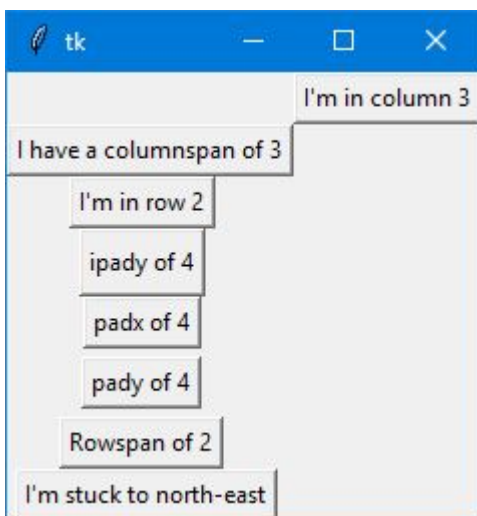 tk
I'm in column 3
I have a columnspan of 3
I'm in row 2
ipady of 4
padx of 4
pady of 4
Rowspan of 2
I'm stuck to north-east